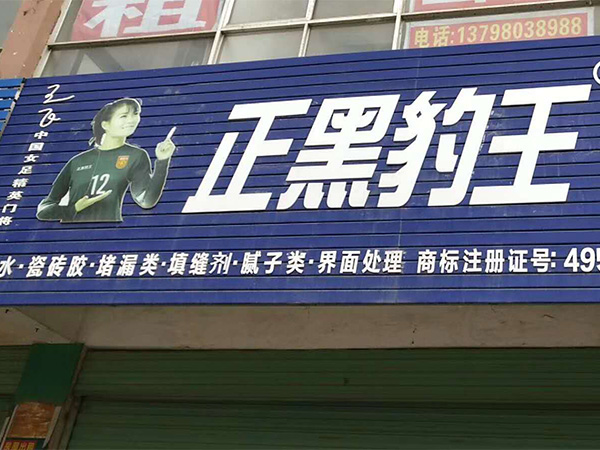 租
电话:13798038988
王飞
中国女足精英门将
12
正黑豹王
水·瓷砖胶·堵漏类·填缝剂·腻子类·界面处理 商标注册证号:495